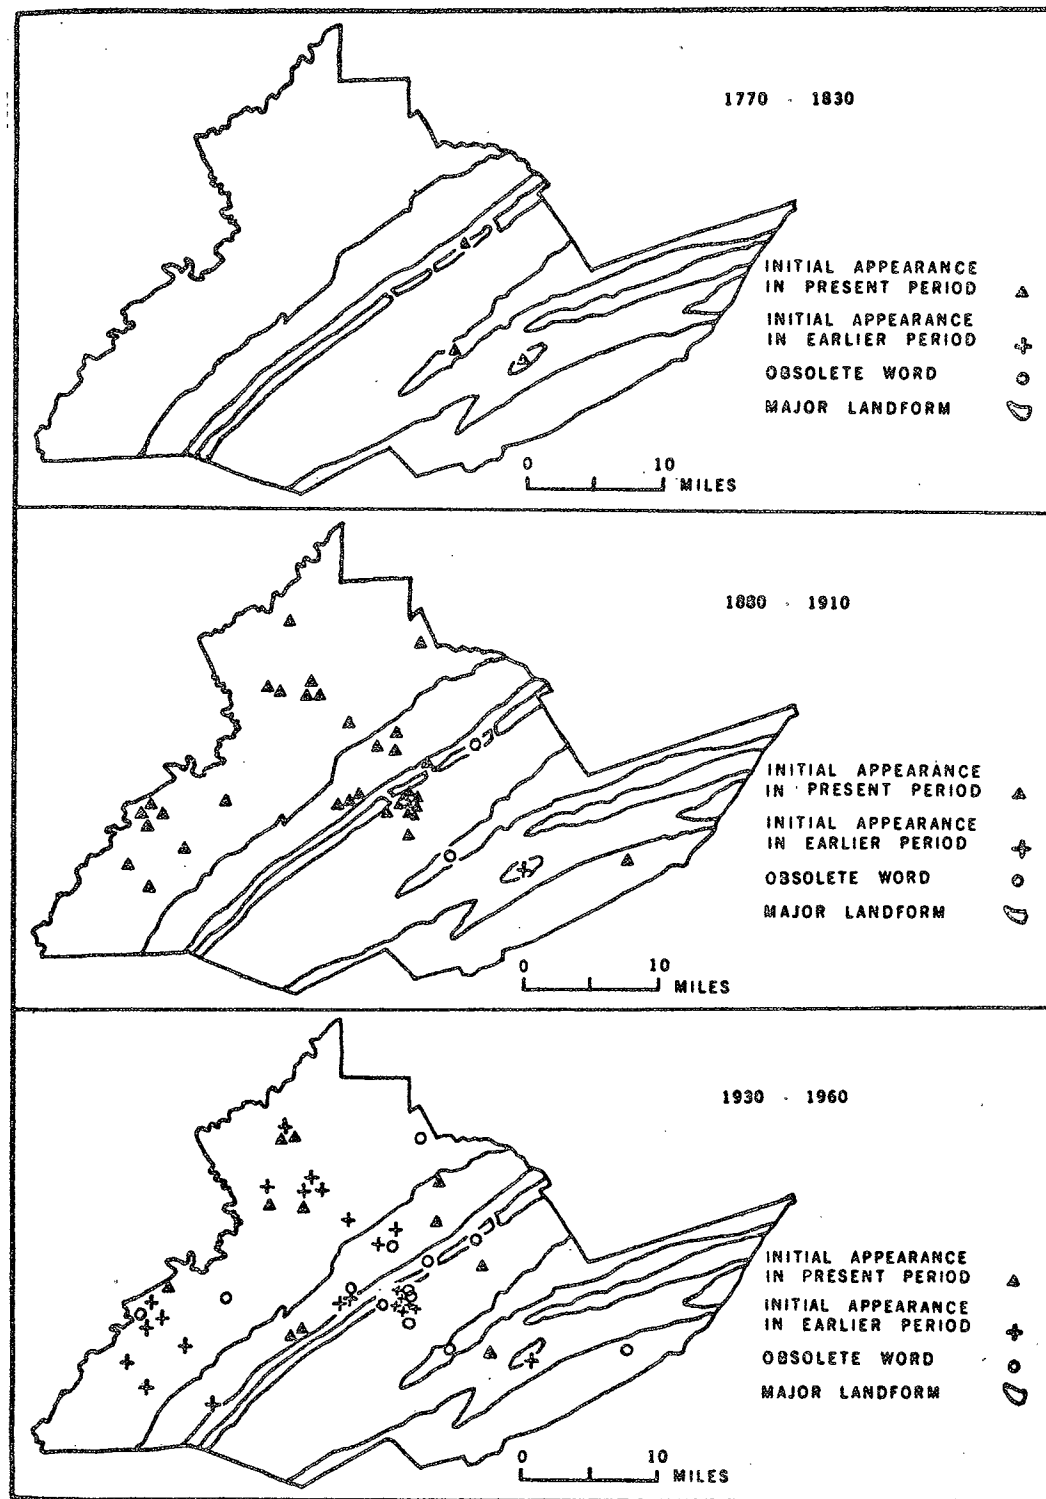 1770 - 1830
INITIAL APPEARANCE
IN PRESENT PERIOD
INITIAL APPEARANCE
IN EARLIER PERIOD
OBSOLETE WORD
MAJOR LANDFORM
0 10
MILES
1880 - 1910
INITIAL APPEARANCE
IN PRESENT PERIOD
INITIAL APPEARANCE
IN EARLIER PERIOD
OBSOLETE WORD
MAJOR LANDFORM
0 10
MILES
1930 - 1960
INITIAL APPEARANCE
IN PRESENT PERIOD
INITIAL APPEARANCE
IN EARLIER PERIOD
OBSOLETE WORD
MAJOR LANDFORM
0 10
MILES